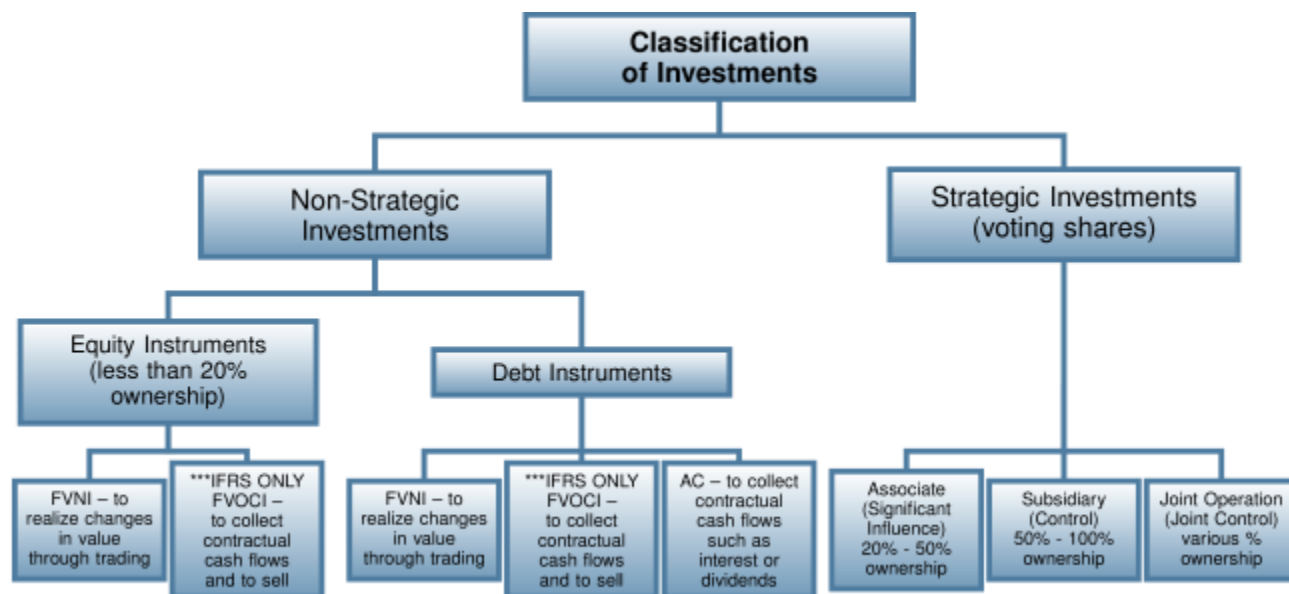 Classification
of Investments
Non-Strategic
Investments
Strategic Investments
(voting shares)
Equity Instruments
(less than 20%
ownership)
Debt Instruments
FVNI – to
realize changes
in value
through trading
***IFRS ONLY
FVOCI –
to collect
contractual
cash flows
and to sell
FVNI – to
realize changes
in value
through trading
***IFRS ONLY
FVOCI –
to collect
contractual
cash flows
and to sell
AC – to collect
contractual
cash flows
such as
interest or
dividends
Associate
(Significant
Influence)
20% - 50%
ownership
Subsidiary
(Control)
50% - 100%
ownership
Joint Operation
(Joint Control)
various %
ownership